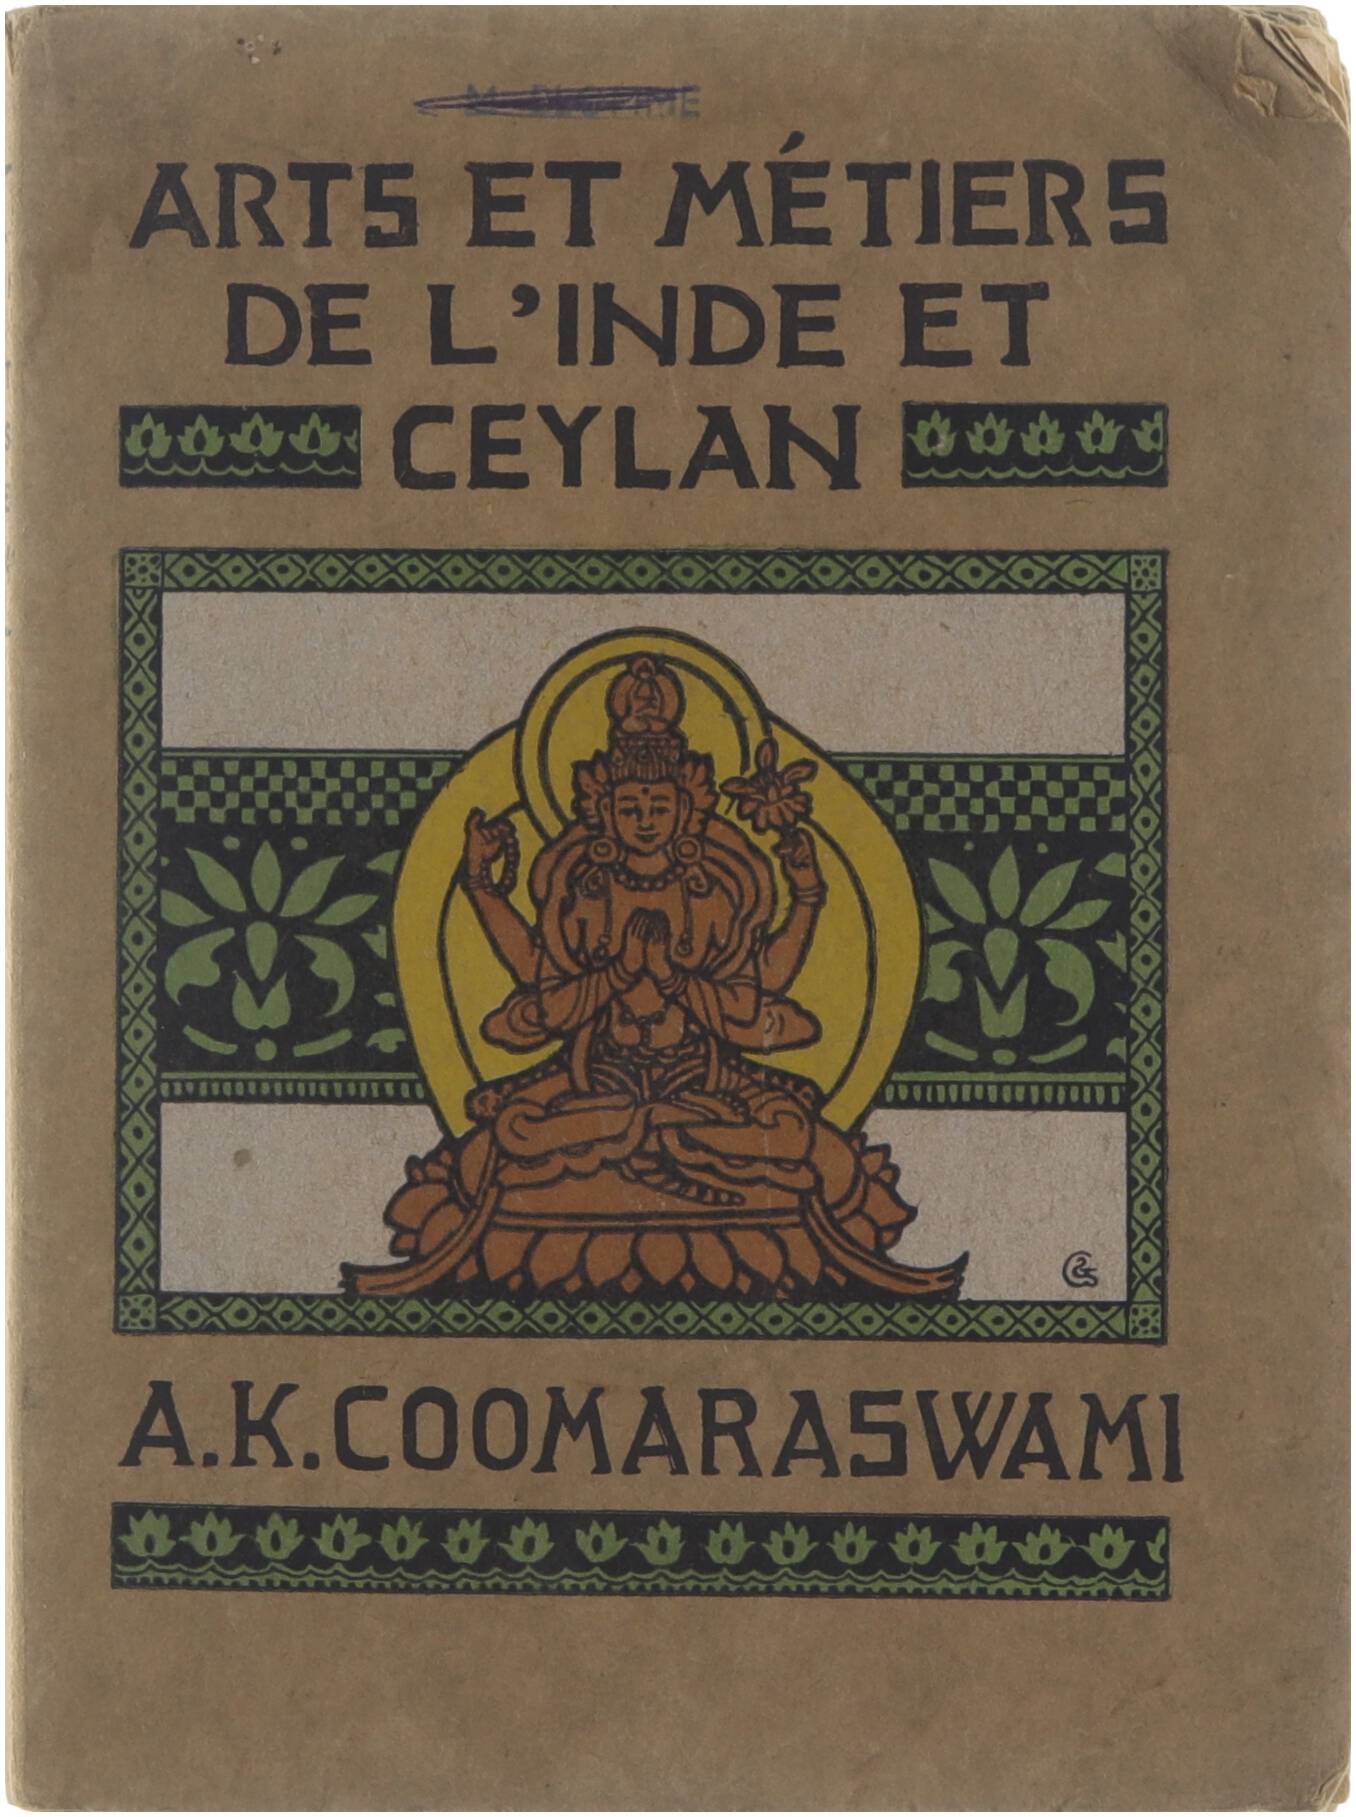 ARTS ET MÉTIERS
DE L'INDE ET
CEYLAN
A.K.COOMARASWAMI